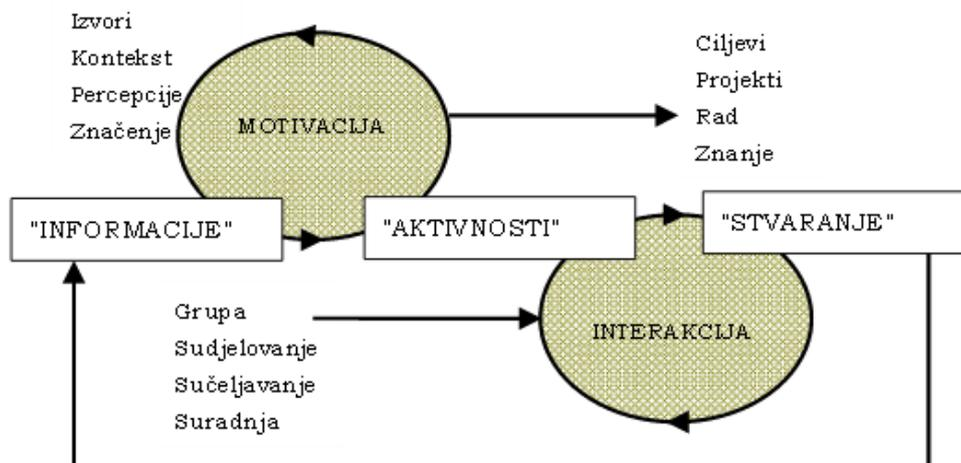 Izvori
Kontekst
Percepcije
Značenje
MOTIVACIJA
Ciljevi
Projekti
Rad
Znanje
"INFORMACIJE"
"AKTIVNOSTI"
"STVARANJE"
Grupa
Sudjelovanje
Sučeljavanje
Suradnja
INTERAKCIJA